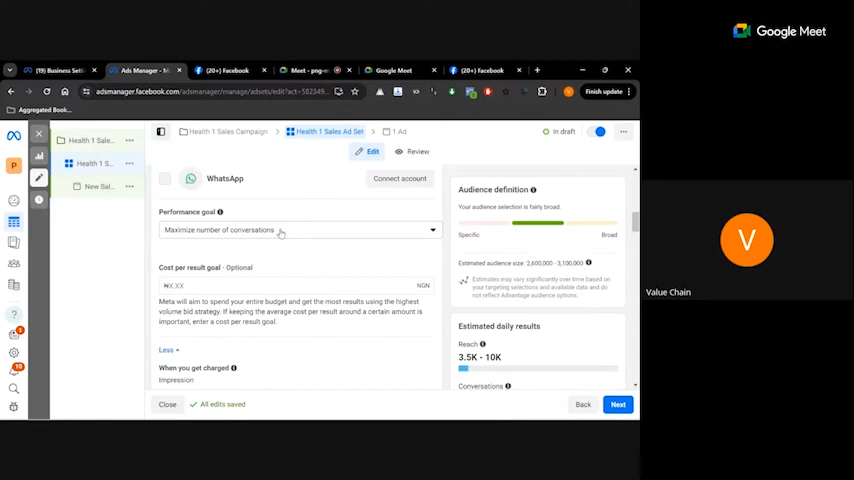 Google Meet
(19) Business Setti
Ads Manager - M
(20+) Facebook
Meet - png-m
Google Meet
(20+) Facebook
adsmanager.facebook.com/adsmanager/manage/adsets/edit?act=582349...
Finish update
Aggregated Book...
Health 1 Sale...
Health 1 S...
New Sal...
Health 1 Sales Campaign
Health 1 Sales Ad Set
1 Ad
In draft
Edit
Review
WhatsApp
Connect account
Performance goal
Maximize number of conversations
Cost per result goal · Optional
₦X.XX
NGN
Meta will aim to spend your entire budget and get the most results using the highest
volume bid strategy. If keeping the average cost per result around a certain amount is
important, enter a cost per result goal.
Less
When you get charged
Impression
Audience definition
Your audience selection is fairly broad.
Specific
Broad
Estimated audience size: 2,600,000 - 3,100,000
Estimates may vary significantly over time based on
your targeting selections and available data and do
not reflect Advantage audience options.
Estimated daily results
Reach
3.5K - 10K
Conversations
Close
All edits saved
Back
Next
P
1
10
V
Value Chain